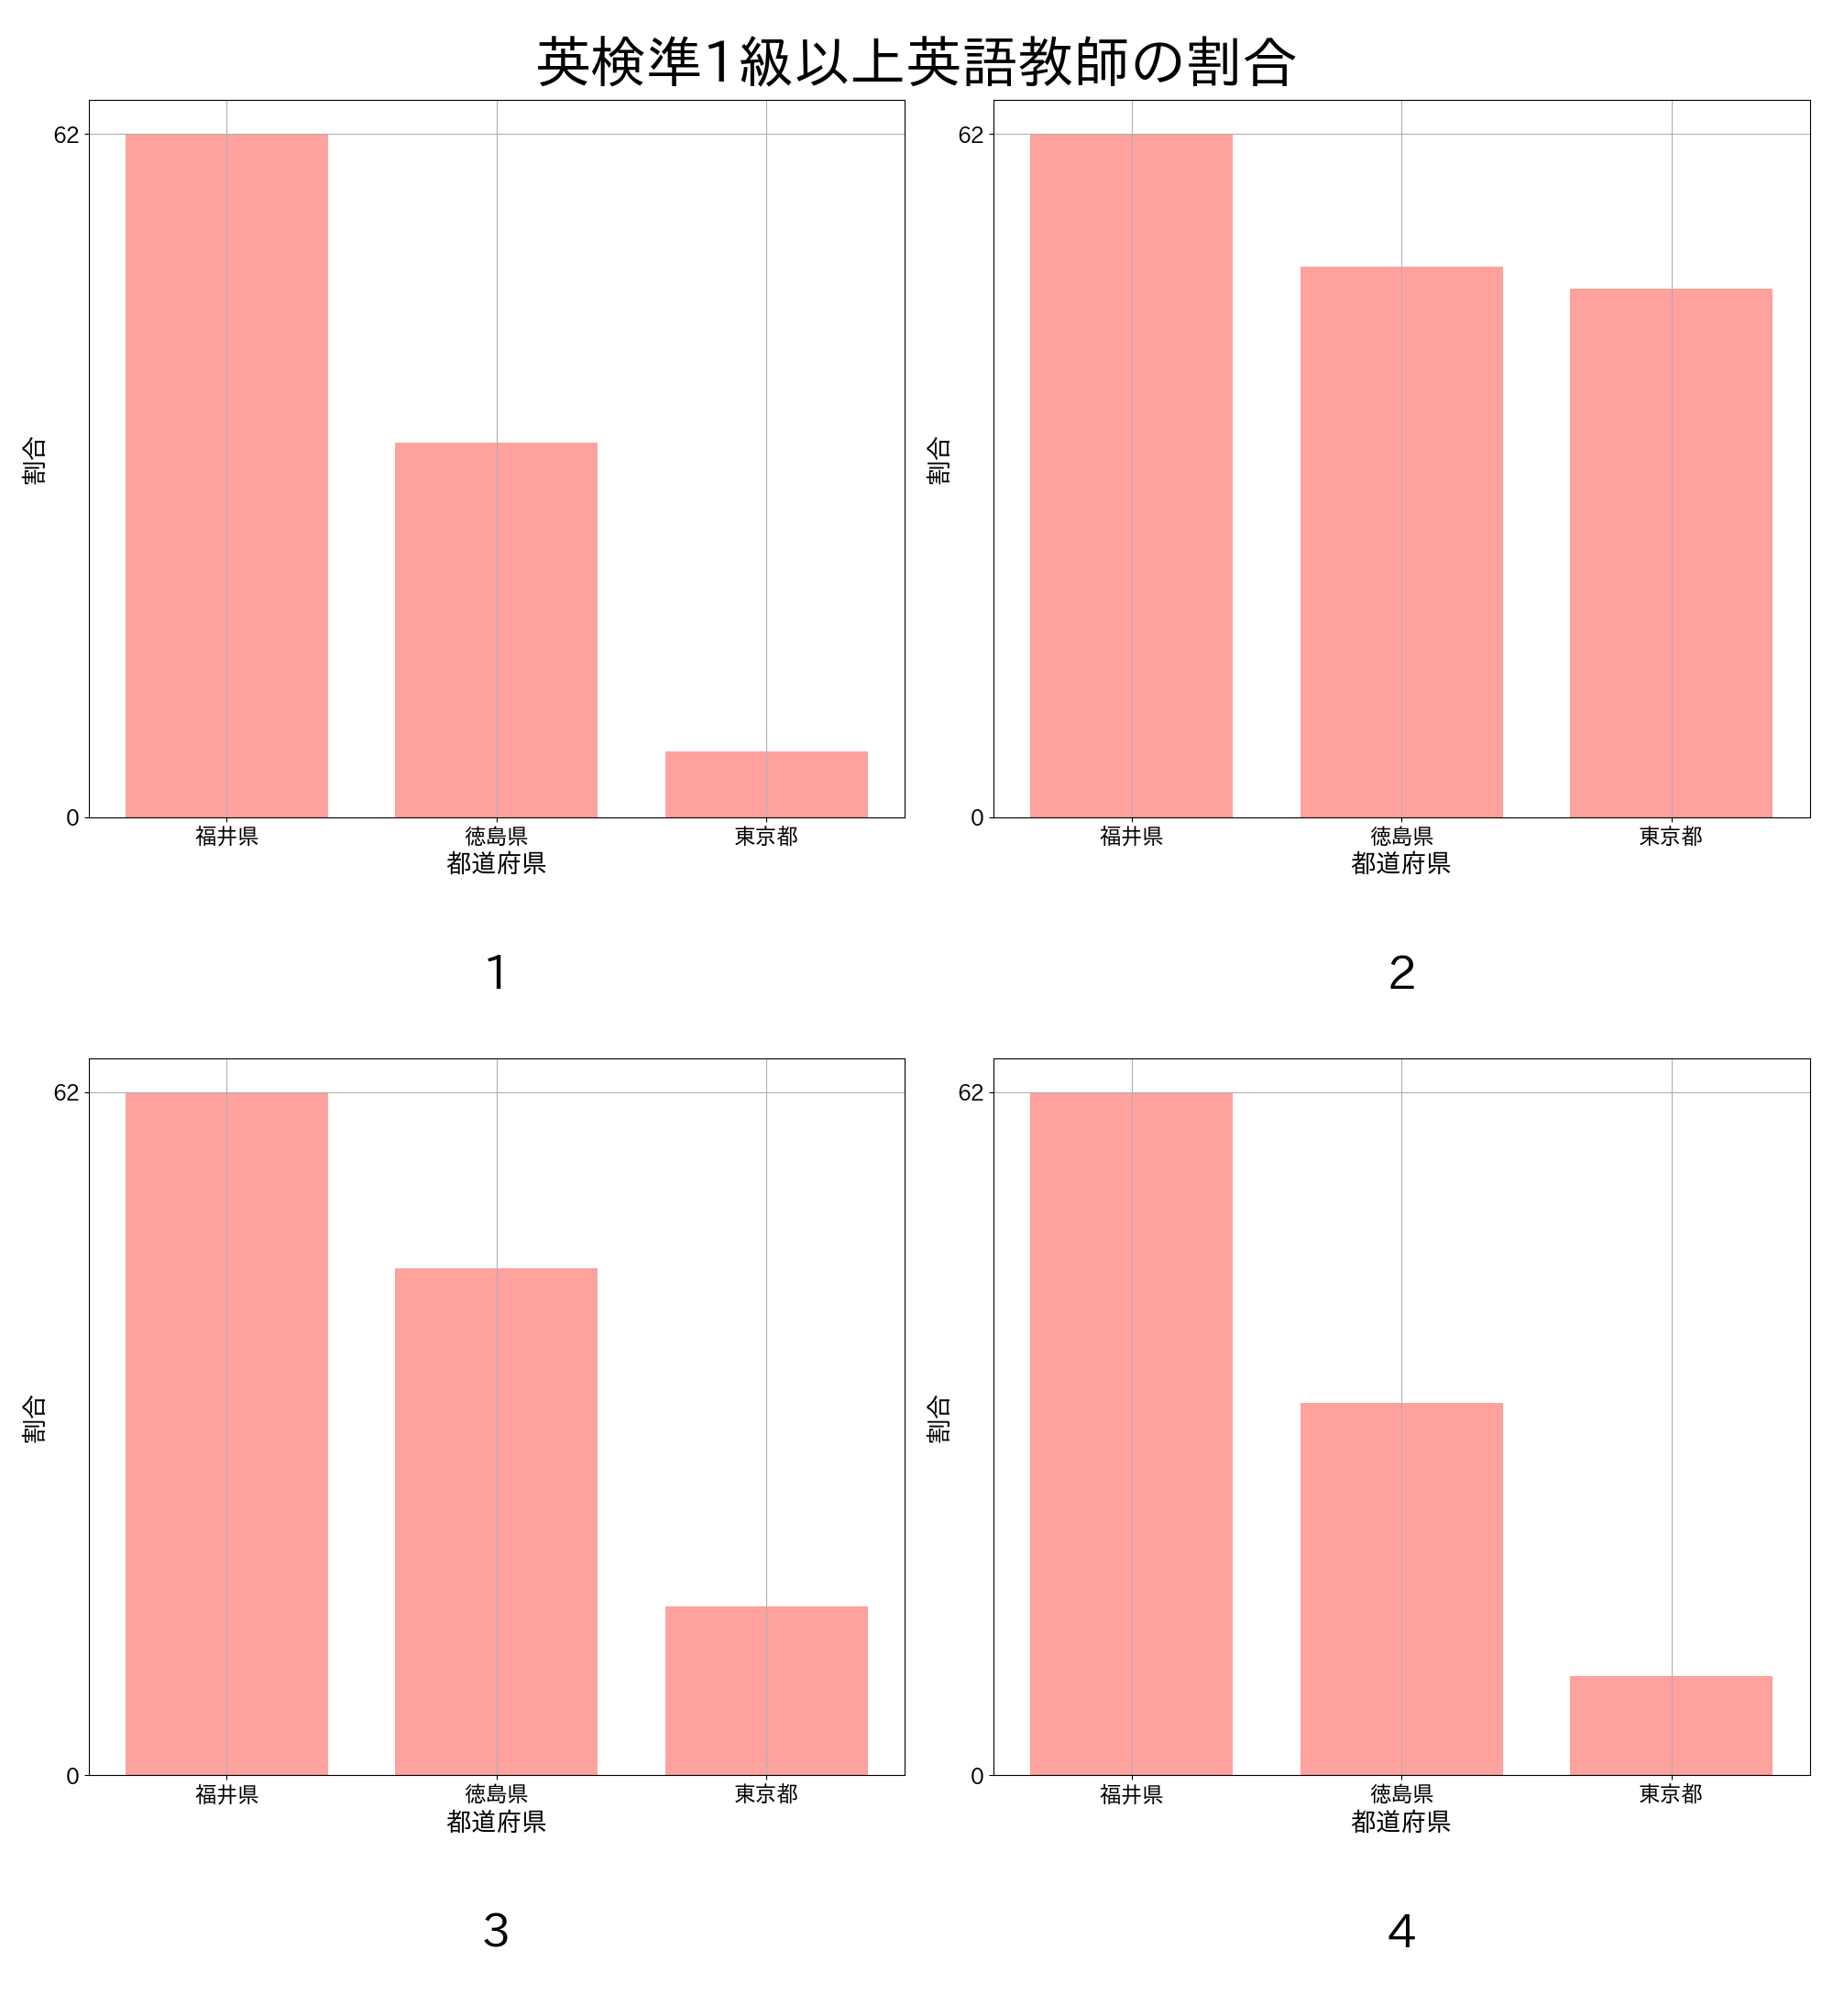 英検準1級以上英語教師の割合
62
0
割合
福井県 徳島県 東京都
都道府県
1
62
0
割合
福井県 徳島県 東京都
都道府県
2
62
0
割合
福井県 徳島県 東京都
都道府県
3
62
0
割合
福井県 徳島県 東京都
都道府県
4